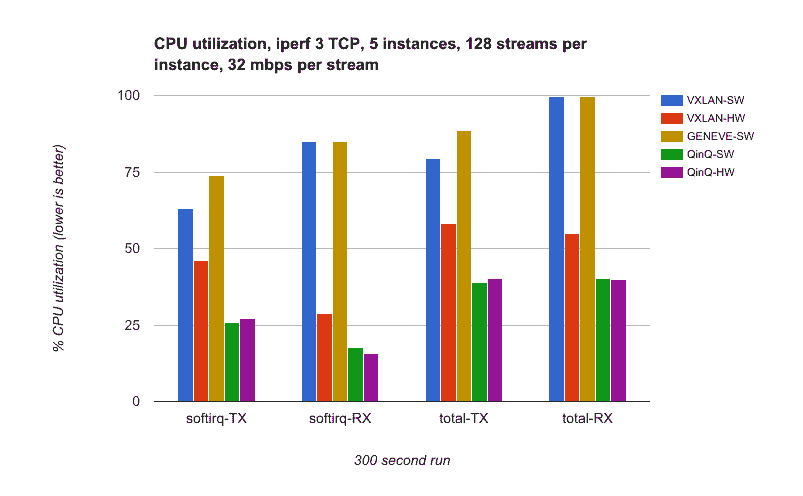 CPU utilization, iperf 3 TCP, 5 instances, 128 streams per
instance, 32 mbps per stream
% CPU utilization (lower is better)
100
75
50
25
0
softirq-TX
softirq-RX
total-TX
total-RX
300 second run
VXLAN-SW
VXLAN-HW
GENEVE-SW
QinQ-SW
QinQ-HW